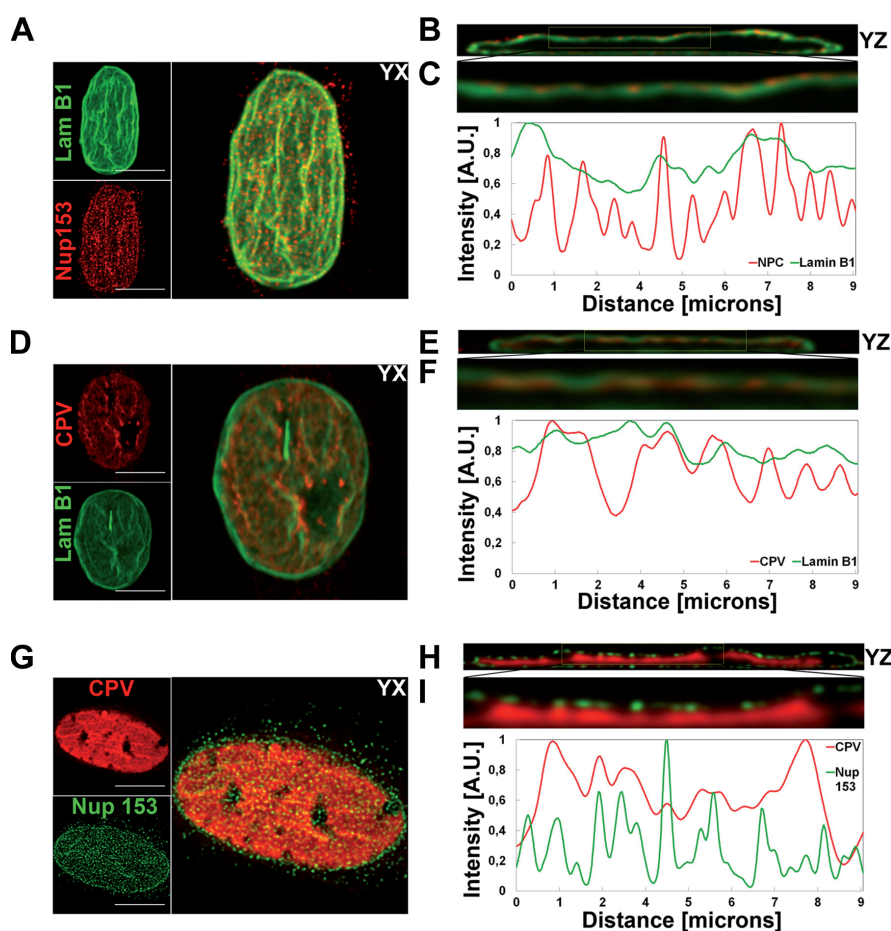 A
Lam B1
Nup153
YX
B
YZ
C
Intensity [A.U.]
1
0,8
0,6
0,4
0,2
0
NPC Lamin B1
0 1 2 3 4 5 6 7 8 9
Distance [microns]
D
CPV
Lam B1
YX
E
YZ
F
Intensity [A.U.]
1
0,8
0,6
0,4
0,2
0
CPV Lamin B1
0 1 2 3 4 5 6 7 8 9
Distance [microns]
G
CPV
Nup 153
YX
H
YZ
I
Intensity [A.U.]
1
0,8
0,6
0,4
0,2
0
CPV
Nup
153
0 1 2 3 4 5 6 7 8 9
Distance [microns]